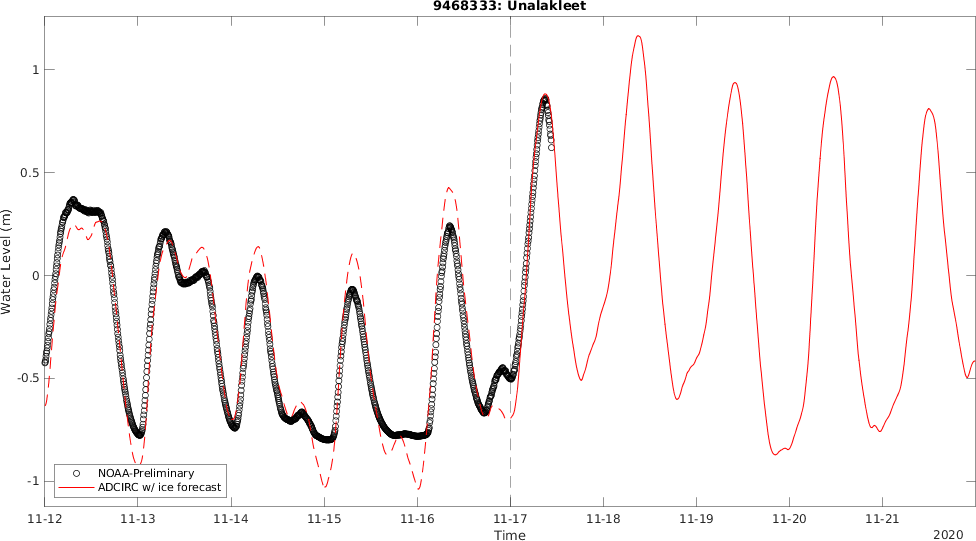 9468333: Unalakleet
1
0.5
0
-0.5
-1
Water Level (m)
NOAA-Preliminary
ADCIRC w/ ice forecast
11-12 11-13 11-14 11-15 11-16 11-17 11-18 11-19 11-20 11-21
Time
2020